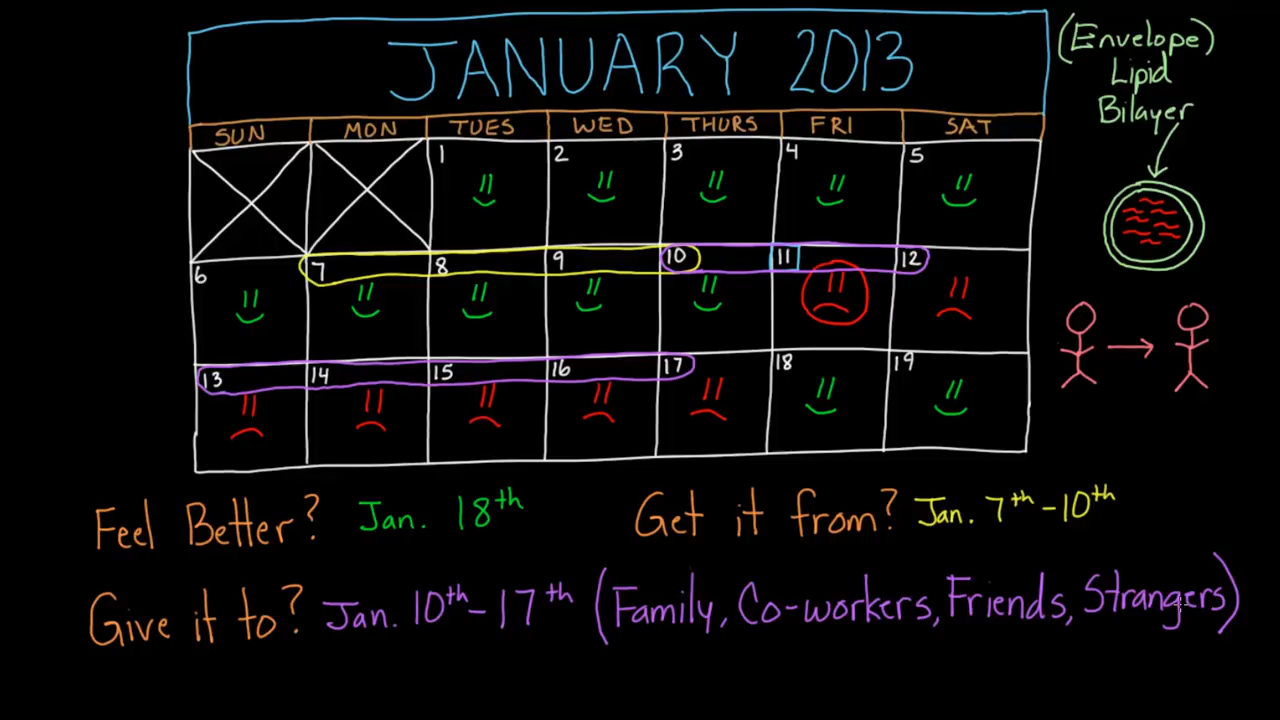 JANUARY 2013
(Envelope)
Lipid
Bilayer
SUN MON TUES WED THURS FRI SAT
1 2 3 4 5
6 7 8 9 10 11 12
13 14 15 16 17 18 19
Feel Better? Jan. 18th
Get it from? Jan. 7th-10th
Give it to? Jan. 10th-17th (Family, Co-workers, Friends, Strangers)